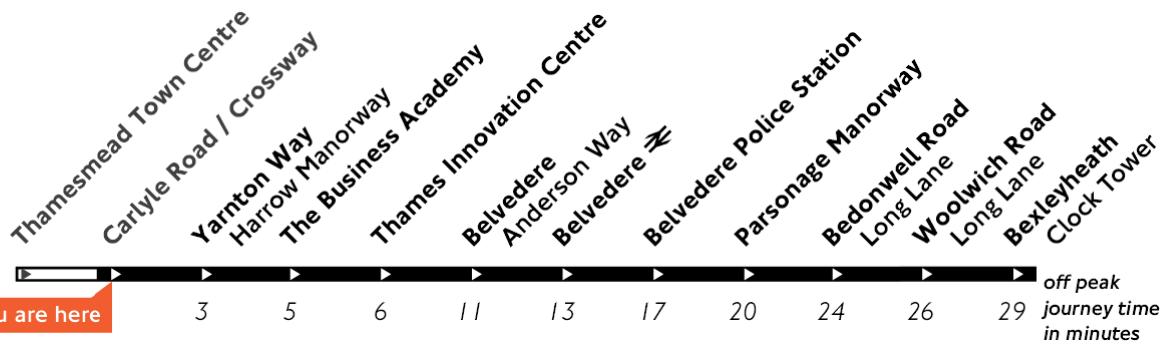 Thamesmead Town Centre
Carlyle Road / Crossway
Yarnton Way
Harrow Manorway
The Business Academy
Thames Innovation Centre
Belvedere
Anderson Way
Belvedere
Belvedere Police Station
Parsonage Manorway
Bedonwell Road
Long Lane
Woolwich Road
Long Lane
Bexleyheath
Clock Tower
u are here
3 5 6 11 13 17 20 24 26 29
off peak
journey time
in minutes